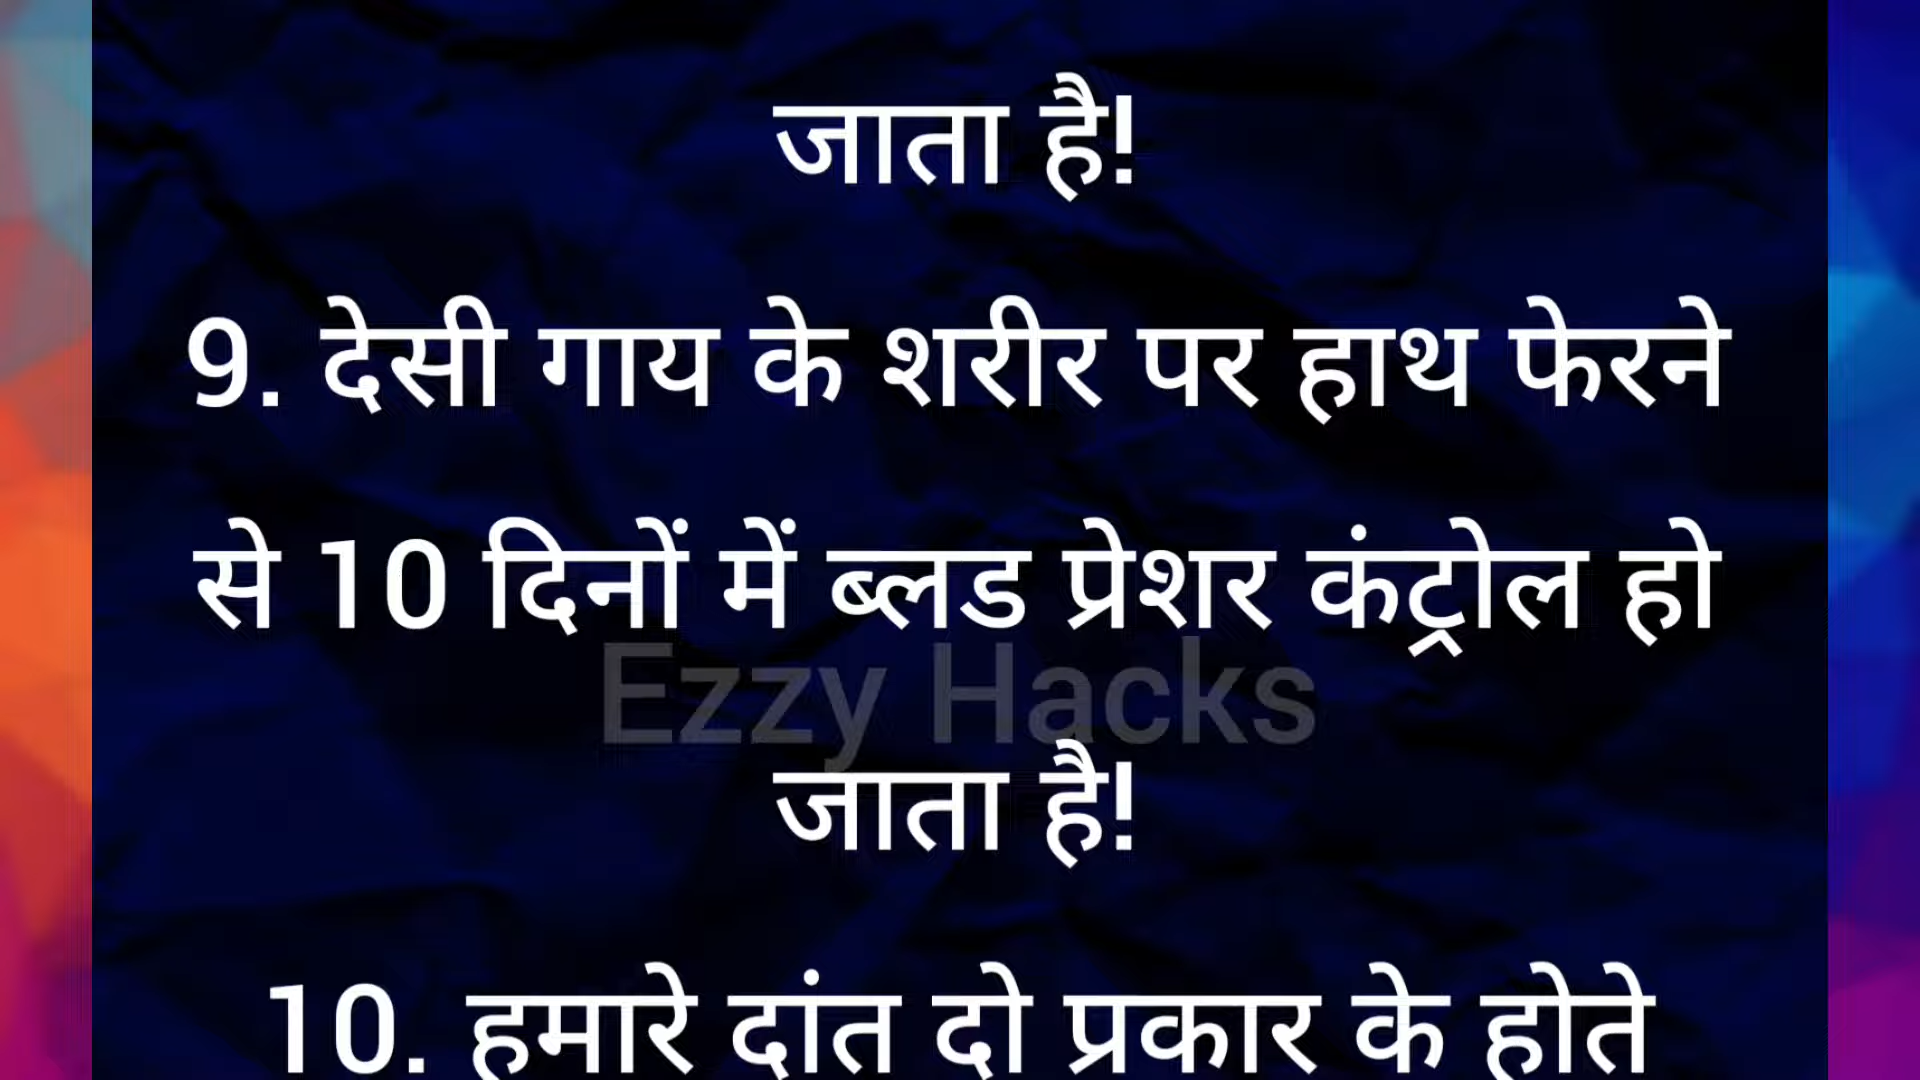 जाता है!
9. देसी गाय के शरीर पर हाथ फेरने
से 10 दिनों में ब्लड प्रेशर कंट्रोल हो
Ezzy Hacks
जाता है!
10. हमारे दांत दो प्रकार के होते